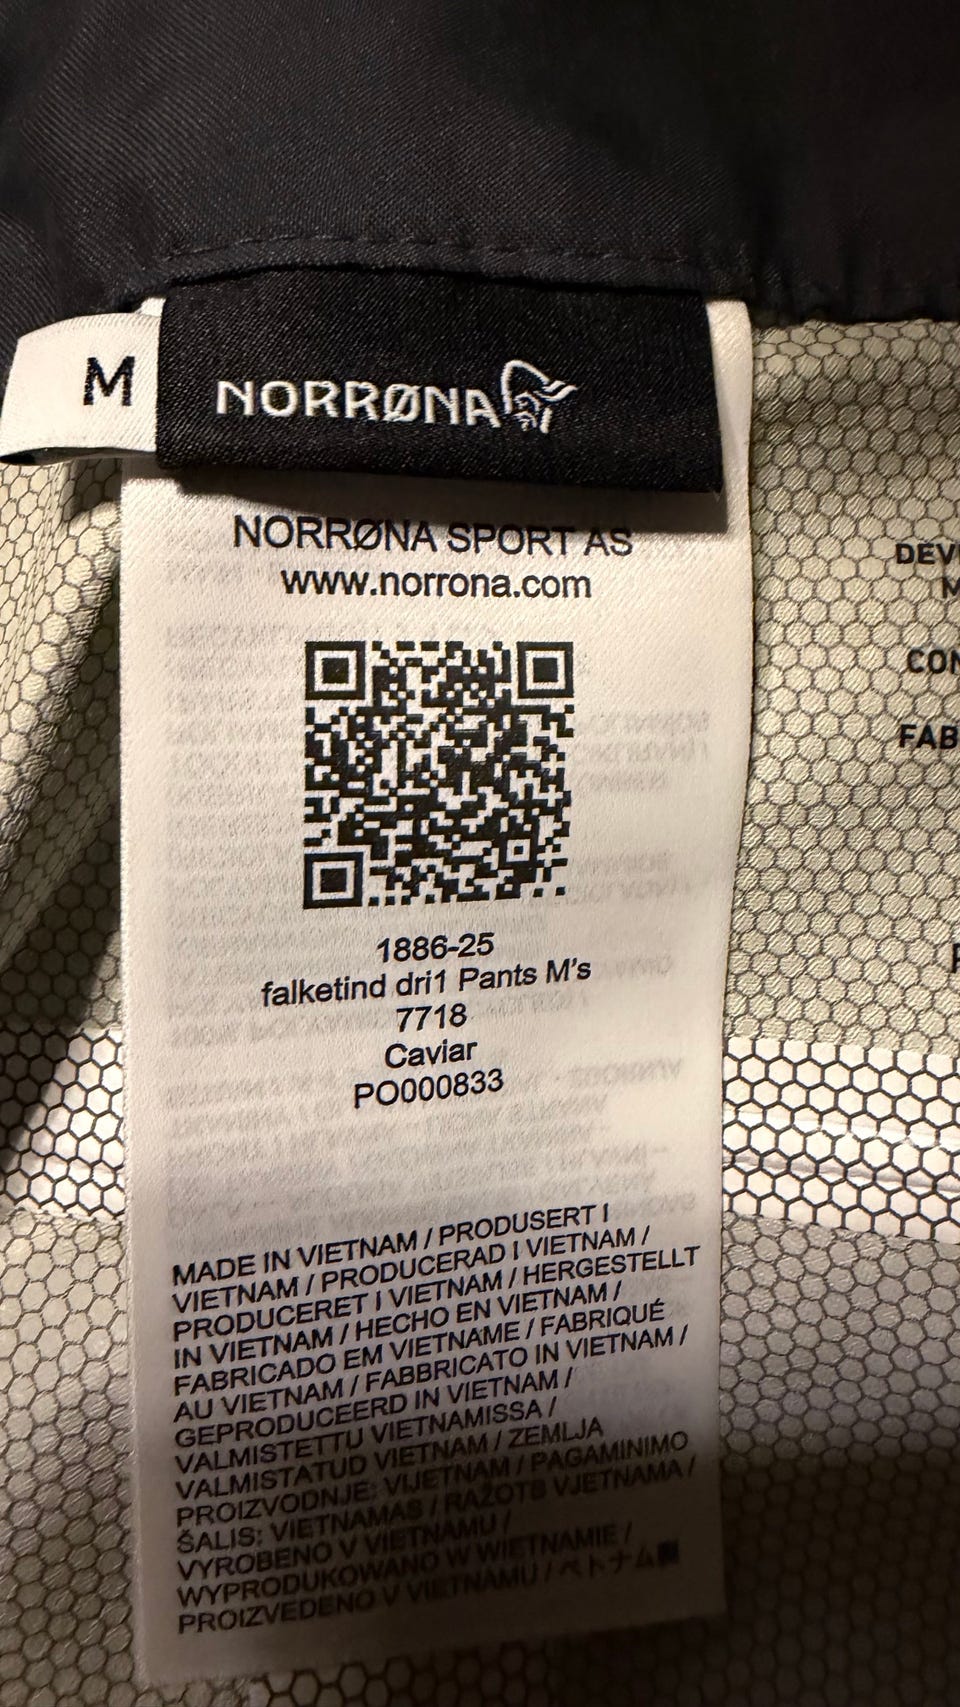 M
NORRØNA
NORRØNA SPORT AS
www.norrona.com
1886-25
falketind dri1 Pants M's
7718
Caviar
PO000833
MADE IN VIETNAM / PRODUSERT I
VIETNAM / PRODUCERAD I VIETNAM /
PRODUCERET I VIETNAM / HERGESTELLT
IN VIETNAM / HECHO EN VIETNAM /
FABRICADO EM VIETNAME / FABRIQUÉ
AU VIETNAM / FABBRICATO IN VIETNAM /
GEPRODUCEERD IN VIETNAM /
VALMISTETTU VIETNAMISSA /
VALMISTATUD VIETNAM / ZEMLJA
PROIZVODNJE: VIJETNAM / PAGAMINIMO
ŠALIS: VIETNAMAS / RAŽOTS VJETNAMA /
VYROBENO V VIETNAMU /
WYPRODUKOWANO W WIETNAMIE /
PROIZVEDENO V VIETNAMU / ベトナム
DEV
M
CON
FAB